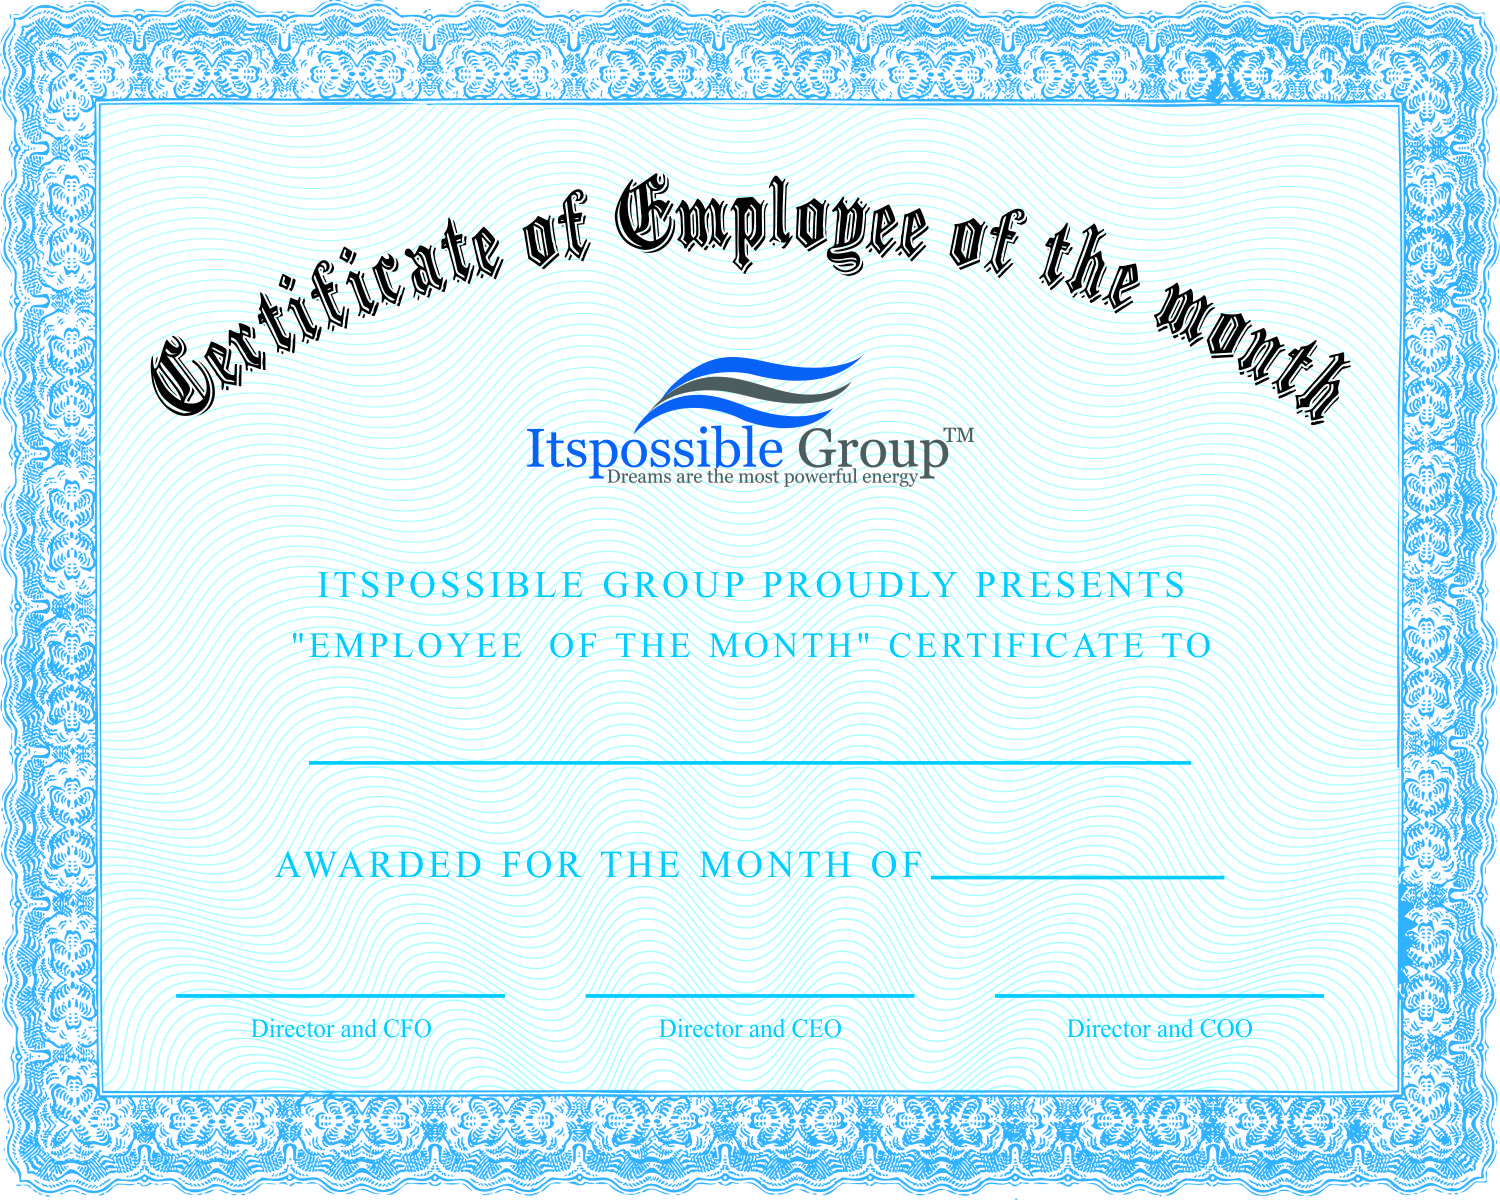 Certificate of Employee of the month
Itspossible Group™
Dreams are the most powerful energy
ITSPOSSIBLE GROUP PROUDLY PRESENTS
"EMPLOYEE OF THE MONTH" CERTIFICATE TO
AWARDED FOR THE MONTH OF
Director and CFO
Director and CEO
Director and COO